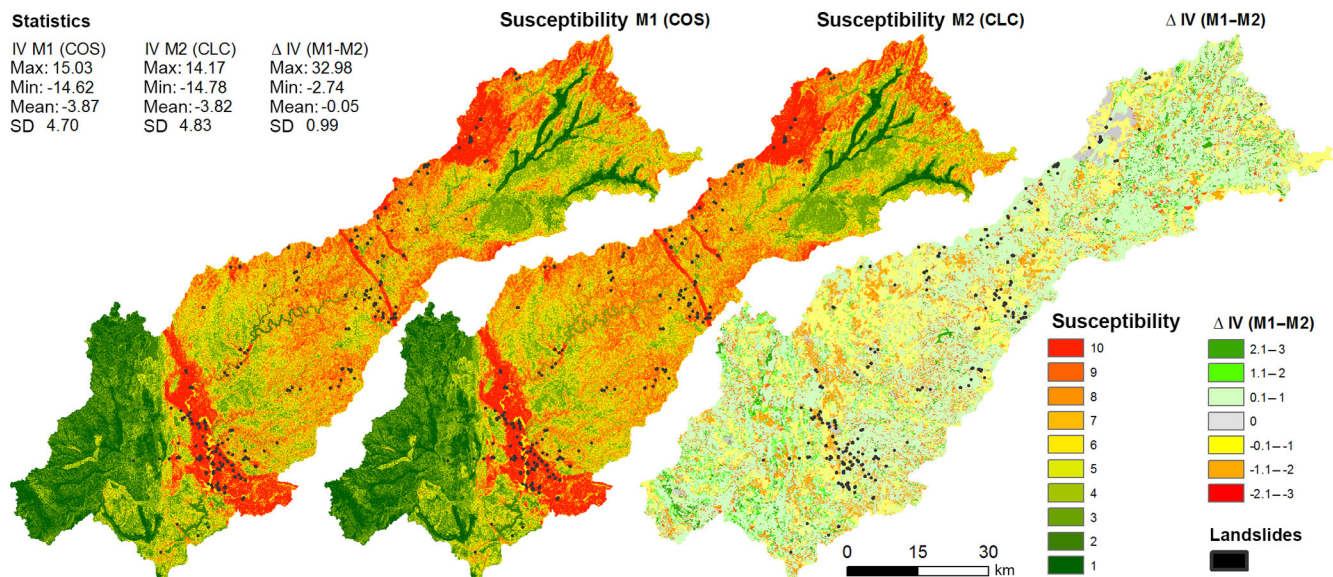 Statistics
IV M1 (COS) IV M2 (CLC) Δ IV (M1-M2)
Max: 15.03 Max: 14.17 Max: 32.98
Min: -14.62 Min: -14.78 Min: -2.74
Mean: -3.87 Mean: -3.82 Mean: -0.05
SD 4.70 SD 4.83 SD 0.99
Susceptibility M1 (COS)
Susceptibility M2 (CLC)
Δ IV (M1–M2)
Susceptibility
10
9
8
7
6
5
4
3
2
1
Δ IV (M1–M2)
2.1–3
1.1–2
0.1–1
0
-0.1–-1
-1.1–-2
-2.1–-3
Landslides
0 15 30
km